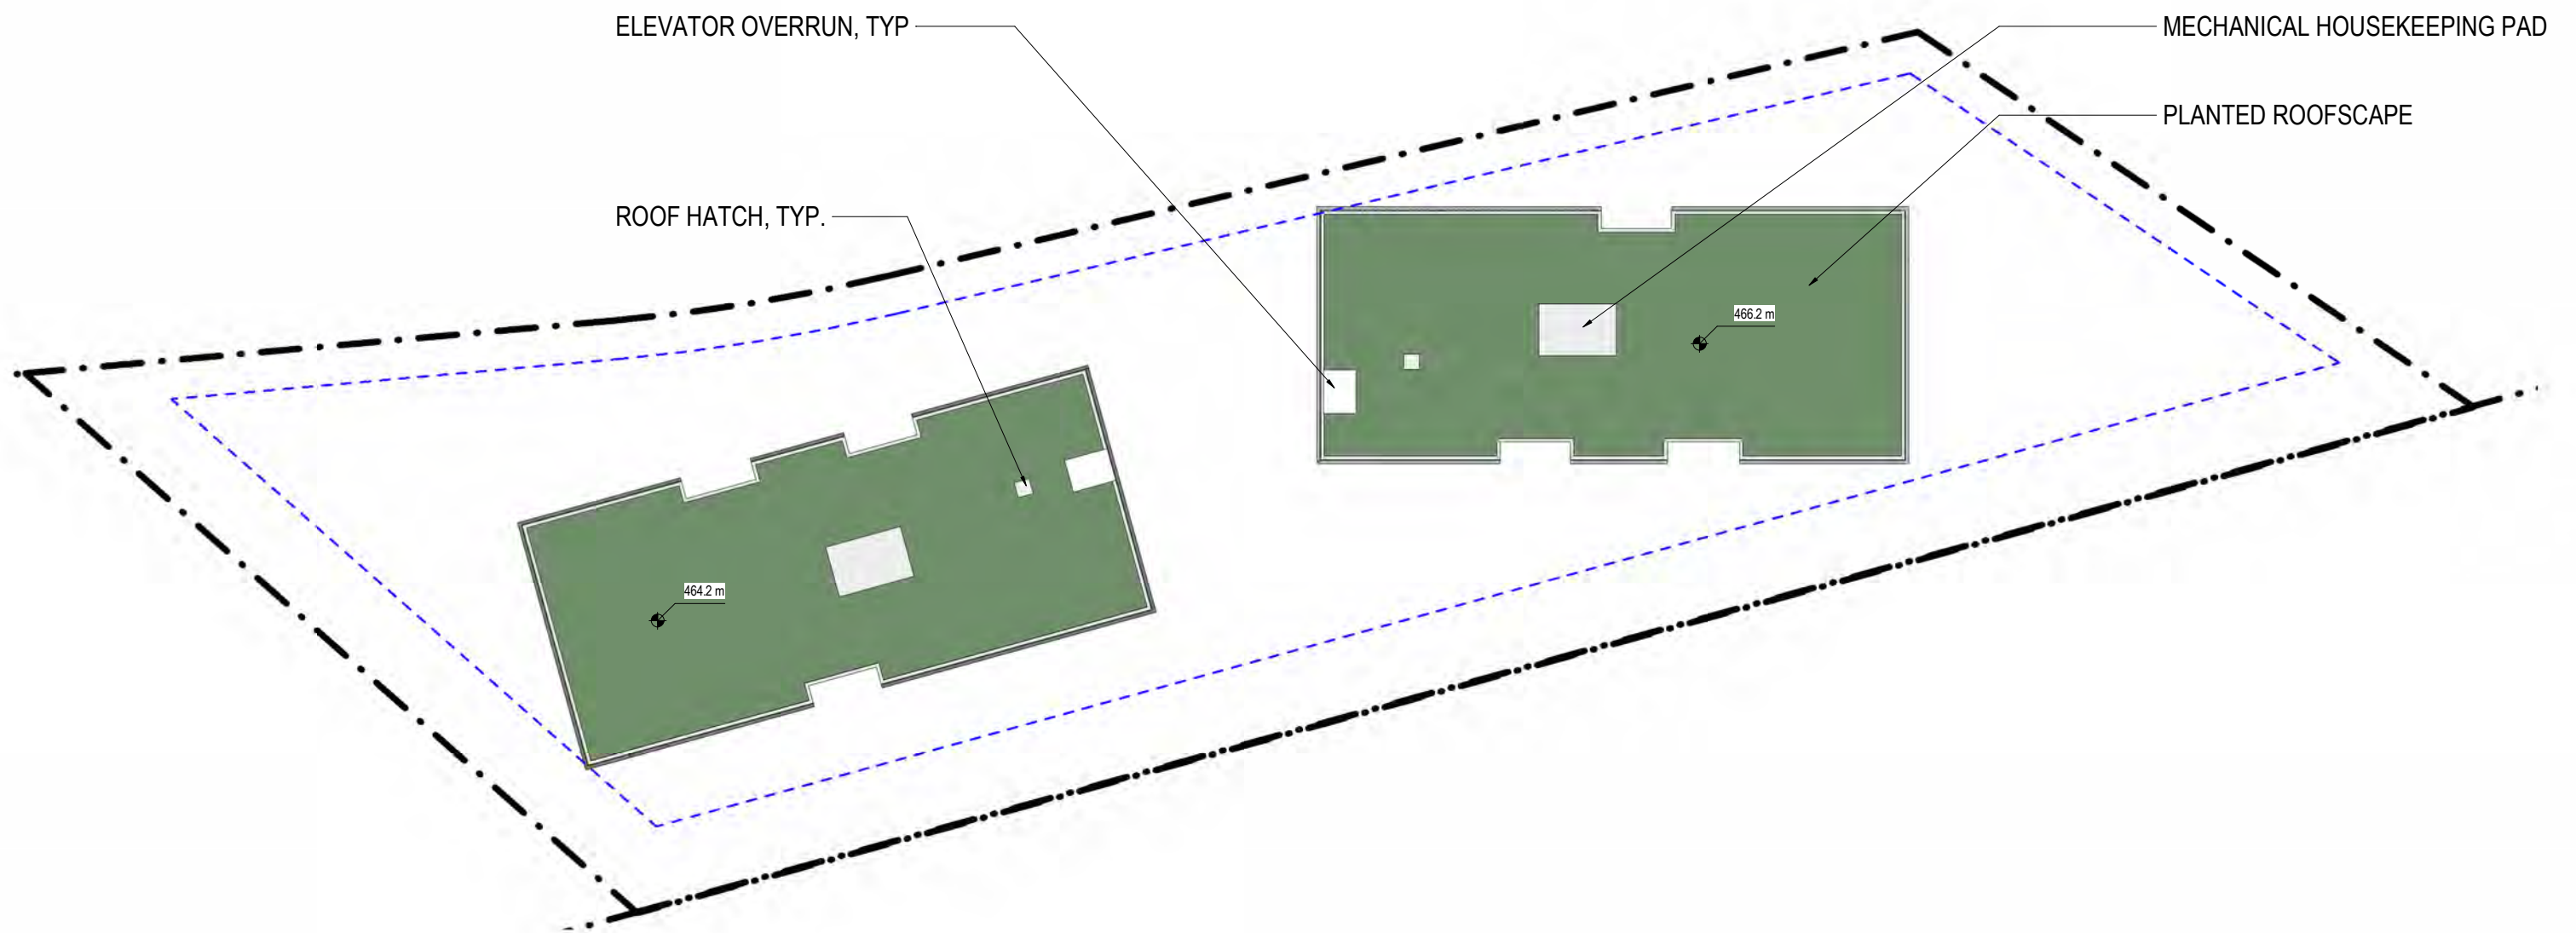 ELEVATOR OVERRUN, TYP
MECHANICAL HOUSEKEEPING PAD
PLANTED ROOFSCAPE
ROOF HATCH, TYP.
466.2 m
464.2 m